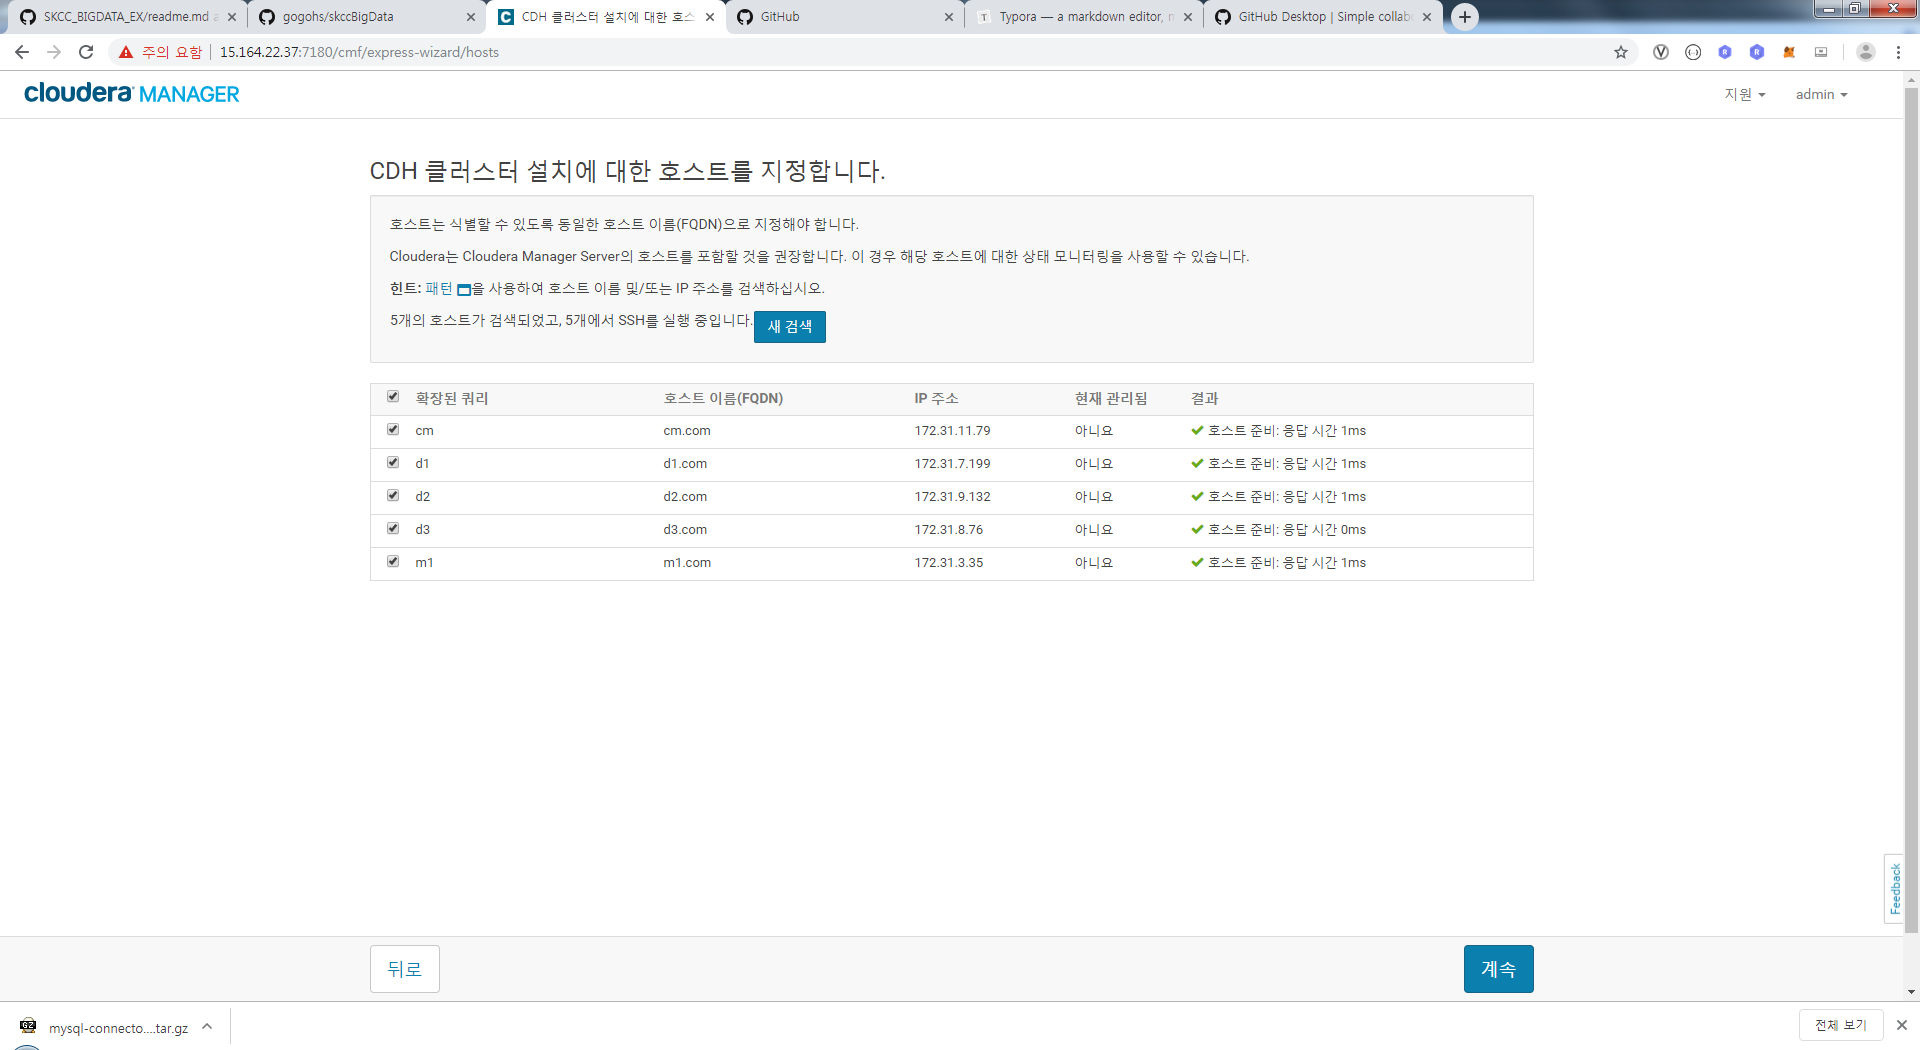 SKCC_BIGDATA_EX/readme.md a
gogohs/skccBigData
CDH 클러스터 설치에 대한 호스
GitHub
Typora — a markdown editor, m
GitHub Desktop | Simple collabo
주의 요함 15.164.22.37:7180/cmf/express-wizard/hosts
cloudera MANAGER
지원
admin
CDH 클러스터 설치에 대한 호스트를 지정합니다.
호스트는 식별할 수 있도록 동일한 호스트 이름(FQDN)으로 지정해야 합니다.
Cloudera는 Cloudera Manager Server의 호스트를 포함할 것을 권장합니다. 이 경우 해당 호스트에 대한 상태 모니터링을 사용할 수 있습니다.
힌트: 패턴 을 사용하여 호스트 이름 및/또는 IP 주소를 검색하십시오.
5개의 호스트가 검색되었고, 5개에서 SSH를 실행 중입니다. 새 검색
확장된 쿼리 호스트 이름(FQDN) IP 주소 현재 관리됨 결과
cm cm.com 172.31.11.79 아니요 호스트 준비: 응답 시간 1ms
d1 d1.com 172.31.7.199 아니요 호스트 준비: 응답 시간 1ms
d2 d2.com 172.31.9.132 아니요 호스트 준비: 응답 시간 1ms
d3 d3.com 172.31.8.76 아니요 호스트 준비: 응답 시간 0ms
m1 m1.com 172.31.3.35 아니요 호스트 준비: 응답 시간 1ms
Feedback
뒤로
계속
mysql-connecto....tar.gz
전체 보기